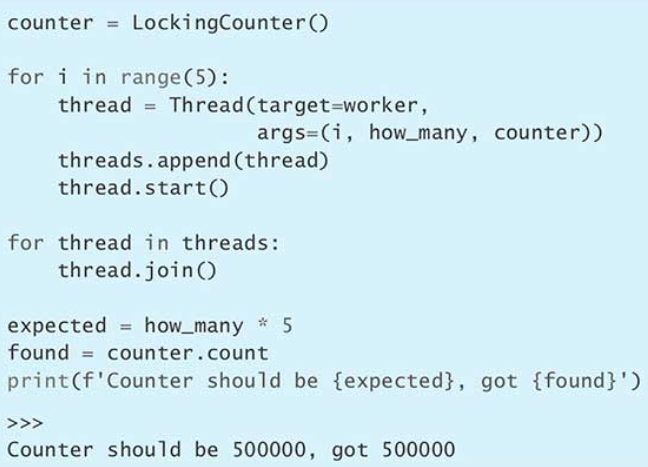 counter = LockingCounter()
for i in range(5):
    thread = Thread(target=worker,
                    args=(i, how_many, counter))
    threads.append(thread)
    thread.start()
for thread in threads:
    thread.join()
expected = how_many * 5
found = counter.count
print(f'Counter should be {expected}, got {found}')
>>>
Counter should be 500000, got 500000